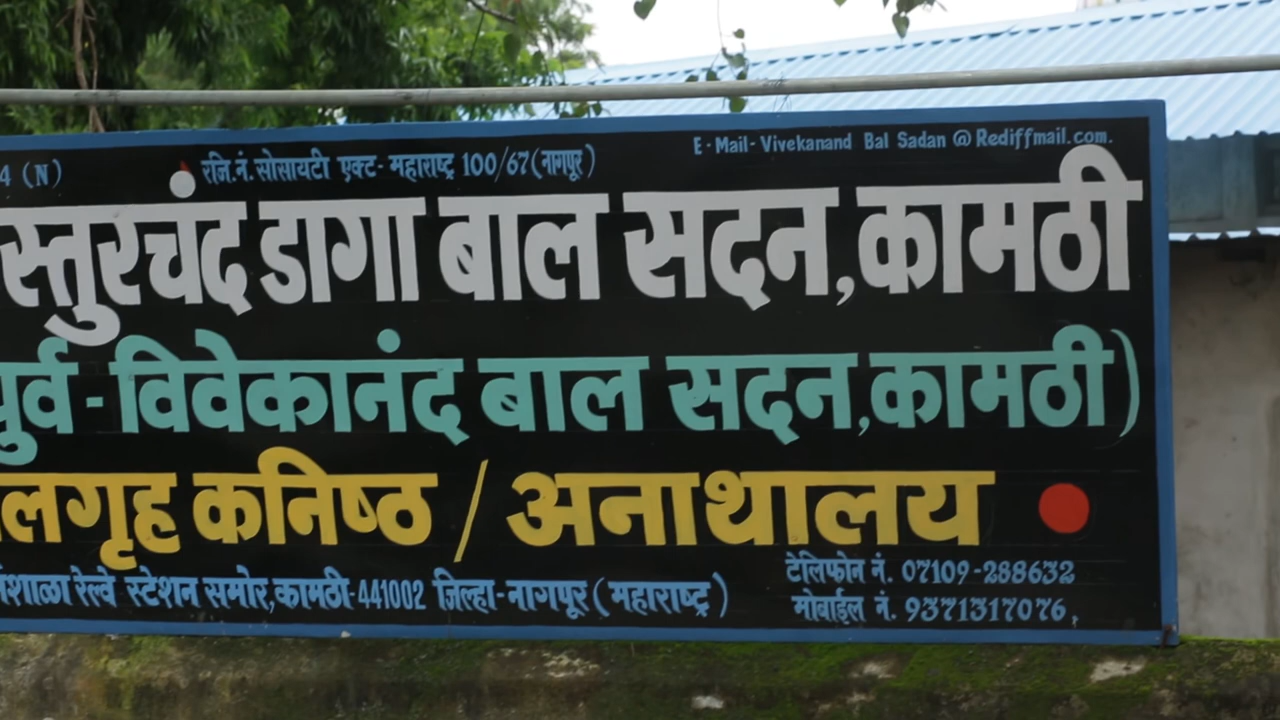 E-Mail-Vivekanand Bal Sadan @ Rediffmail.com.
4 (N) रजि.नं.सोसायटी एक्ट-महाराष्ट्र 100/67(नागपूर)
स्तुरचंद डागा बाल सदन,कामठी
र्पुव-विवेकानंद बाल सदन,कामठी)
लगृह कनिष्ठ / अनाथालय
रेल्वे स्टेशन समोर,कामठी-441002 जिल्हा-नागपूर (महाराष्ट्र)
टेलिफोन नं. 07109-288632
मोबाईल नं. 9371317076,